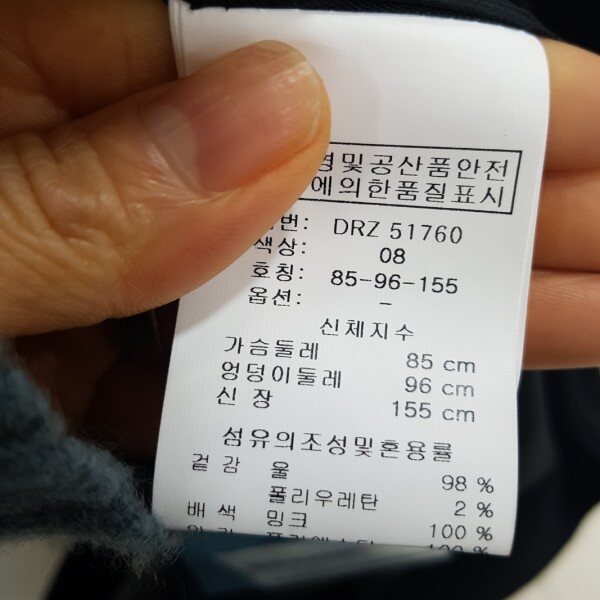 및공산품안전
에의한품질표시
번: DRZ 51760
색상: 08
호칭: 85-96-155
옵션: -
신체지수
가슴둘레 85 cm
엉덩이둘레 96 cm
신 장 155 cm
섬유의조성및혼용률
겉 감 울 98 %
폴리우레탄 2 %
배 색 밍크 100 %